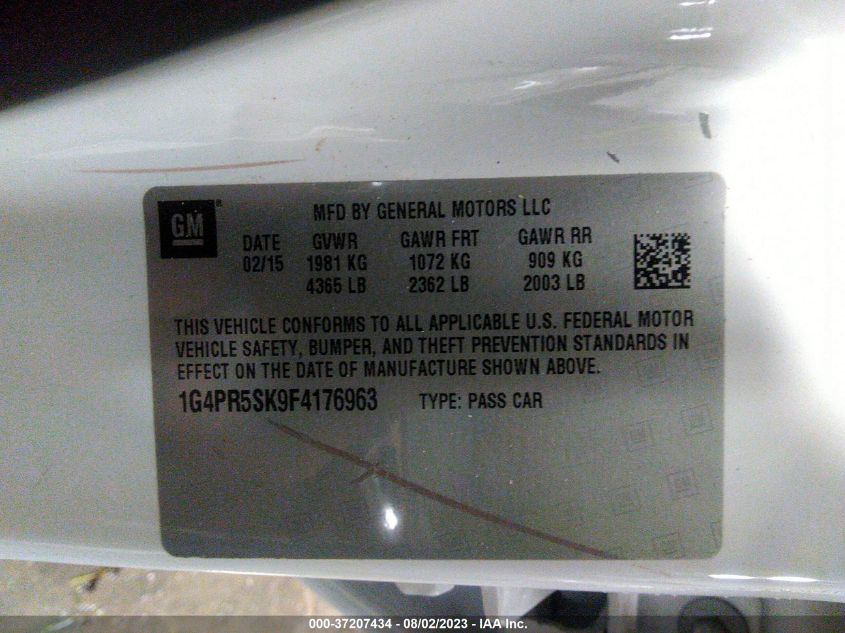 GM®
MFD BY GENERAL MOTORS LLC
DATE GVWR GAWR FRT GAWR RR
02/15 1981 KG 1072 KG 909 KG
4365 LB 2362 LB 2003 LB
THIS VEHICLE CONFORMS TO ALL APPLICABLE U.S. FEDERAL MOTOR
VEHICLE SAFETY, BUMPER, AND THEFT PREVENTION STANDARDS IN
EFFECT ON THE DATE OF MANUFACTURE SHOWN ABOVE.
1G4PR5SK9F4176963 TYPE: PASS CAR
000-37207434 - 08/02/2023 - IAA Inc.